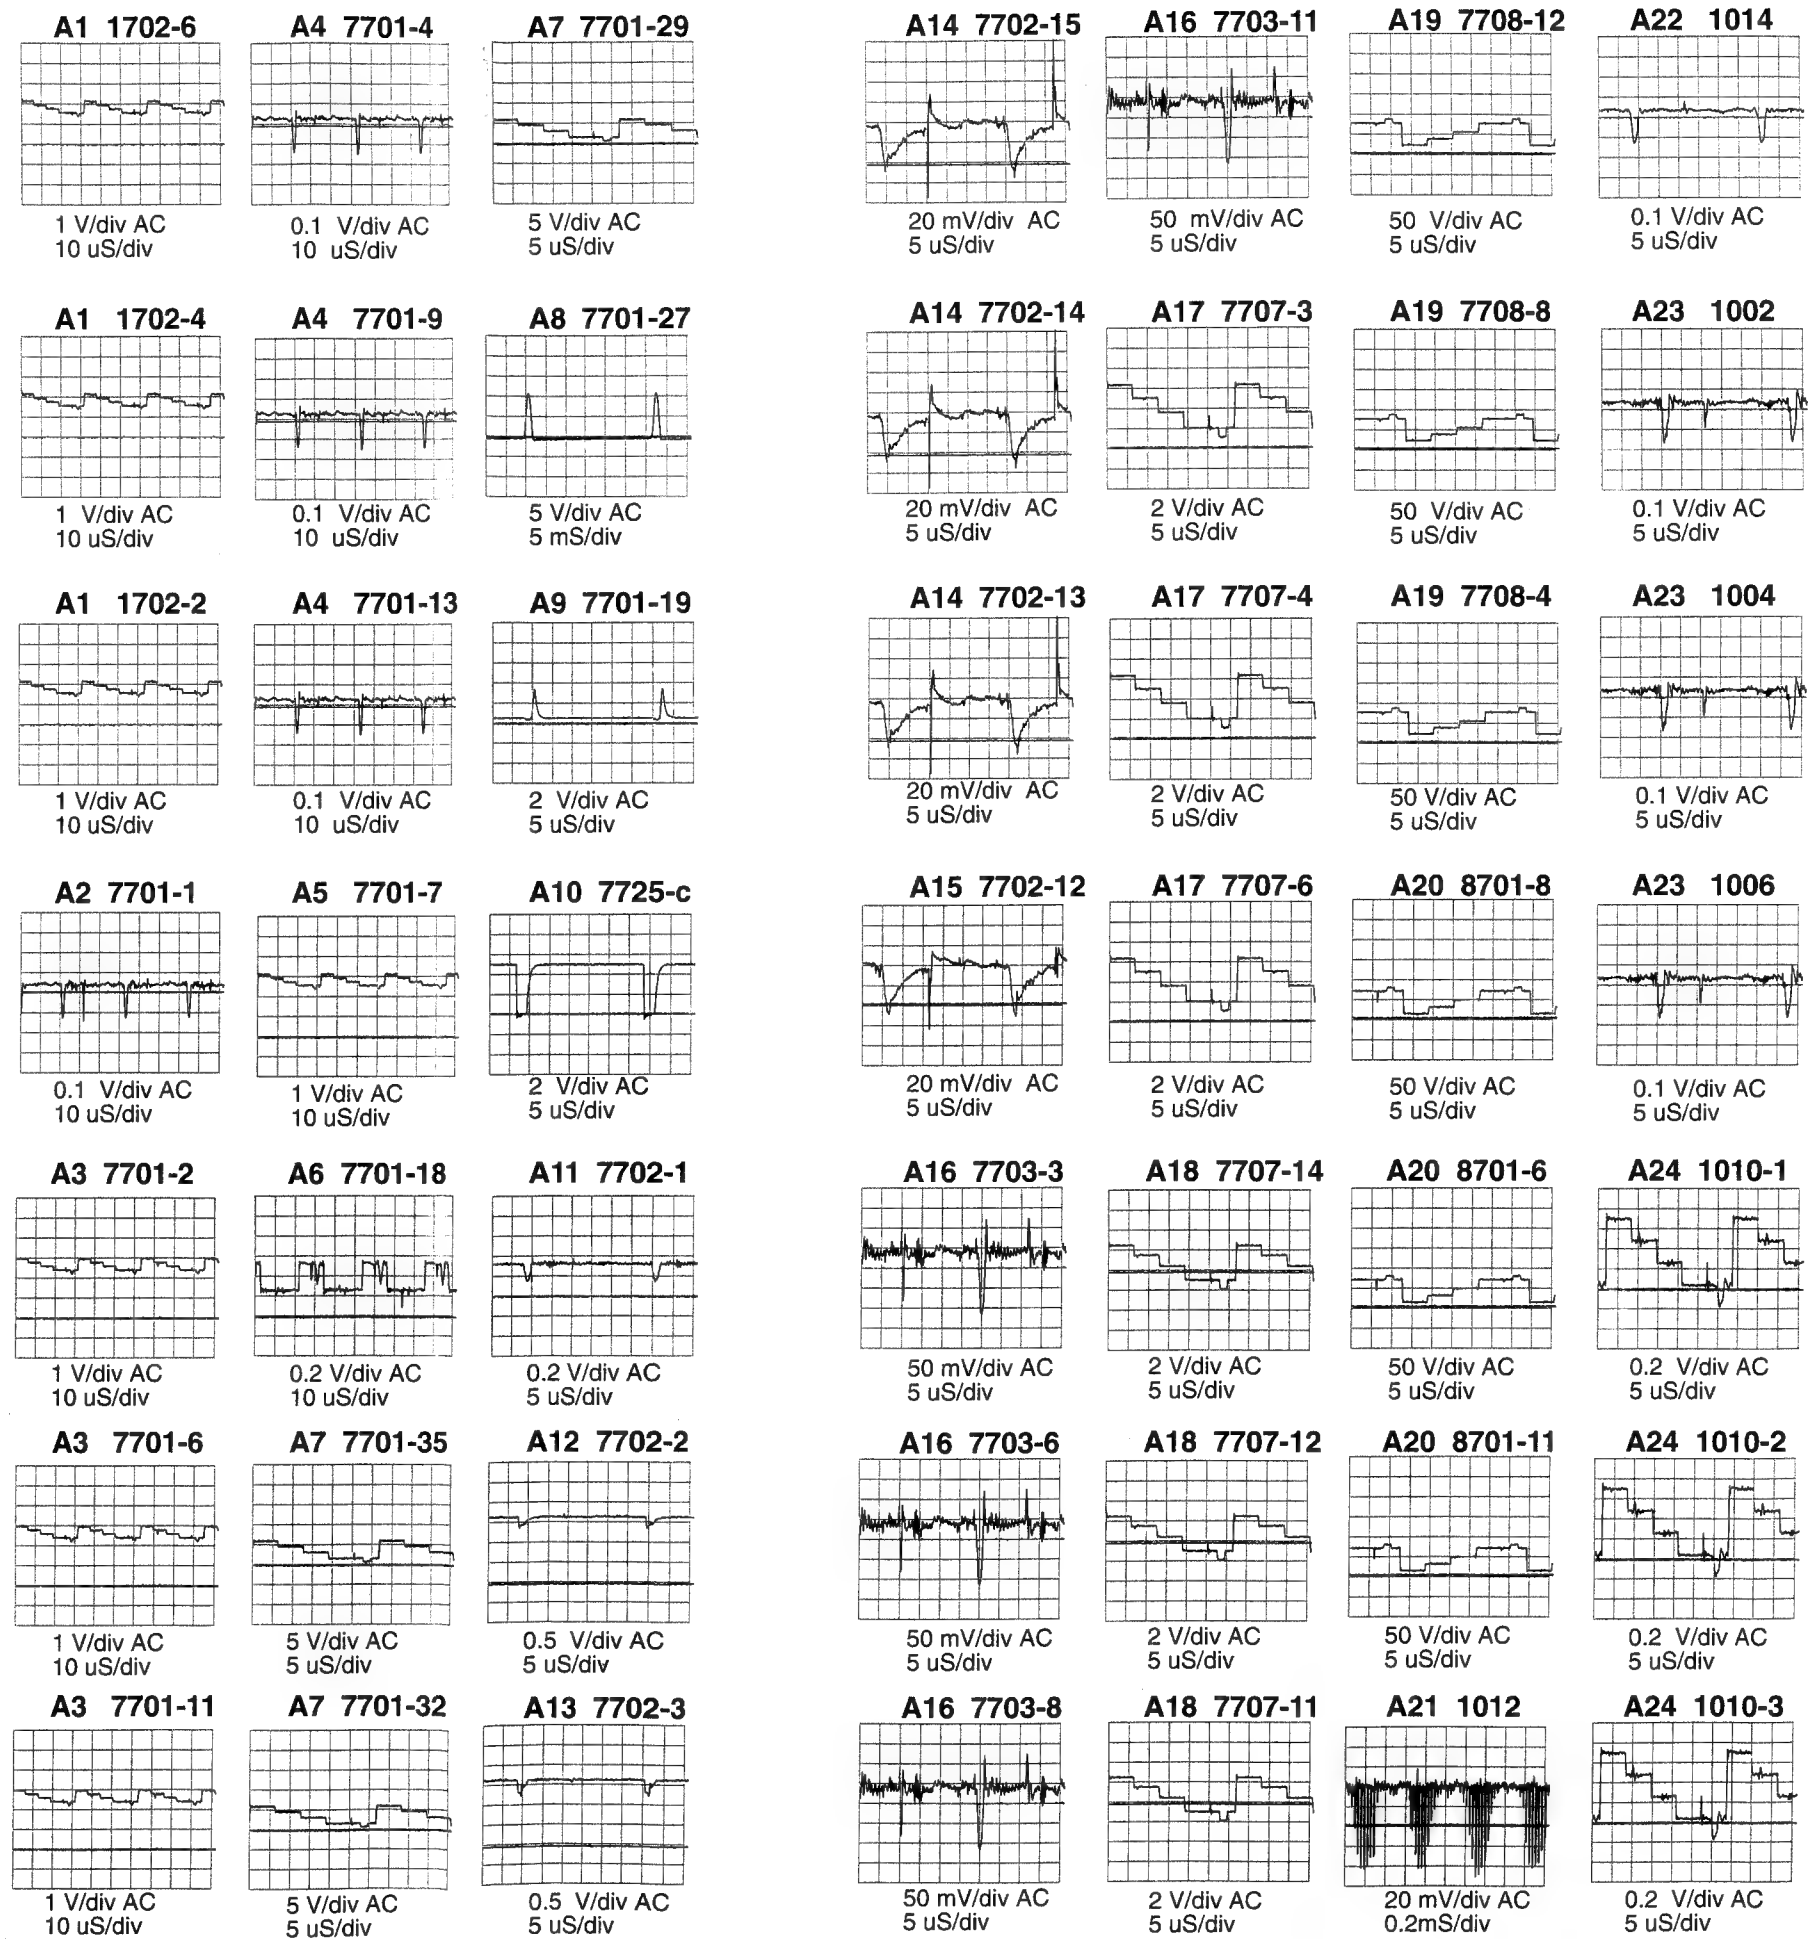 A1 1702-6
1 V/div AC
10 uS/div
A4 7701-4
0.1 V/div AC
10 uS/div
A7 7701-29
5 V/div AC
5 uS/div
A14 7702-15
20 mV/div AC
5 uS/div
A16 7703-11
50 mV/div AC
5 uS/div
A19 7708-12
50 V/div AC
5 uS/div
A22 1014
0.1 V/div AC
5 uS/div
A1 1702-4
1 V/div AC
10 uS/div
A4 7701-9
0.1 V/div AC
10 uS/div
A8 7701-27
5 V/div AC
5 mS/div
A14 7702-14
20 mV/div AC
5 uS/div
A17 7707-3
2 V/div AC
5 uS/div
A19 7708-8
50 V/div AC
5 uS/div
A23 1002
0.1 V/div AC
5 uS/div
A1 1702-2
1 V/div AC
10 uS/div
A4 7701-13
0.1 V/div AC
10 uS/div
A9 7701-19
2 V/div AC
5 uS/div
A14 7702-13
20 mV/div AC
5 uS/div
A17 7707-4
2 V/div AC
5 uS/div
A19 7708-4
50 V/div AC
5 uS/div
A23 1004
0.1 V/div AC
5 uS/div
A2 7701-1
0.1 V/div AC
10 uS/div
A5 7701-7
1 V/div AC
10 uS/div
A10 7725-c
2 V/div AC
5 uS/div
A15 7702-12
20 mV/div AC
5 uS/div
A17 7707-6
2 V/div AC
5 uS/div
A20 8701-8
50 V/div AC
5 uS/div
A23 1006
0.1 V/div AC
5 uS/div
A3 7701-2
1 V/div AC
10 uS/div
A6 7701-18
0.2 V/div AC
10 uS/div
A11 7702-1
0.2 V/div AC
5 uS/div
A16 7703-3
50 mV/div AC
5 uS/div
A18 7707-14
2 V/div AC
5 uS/div
A20 8701-6
50 V/div AC
5 uS/div
A24 1010-1
0.2 V/div AC
5 uS/div
A3 7701-6
1 V/div AC
10 uS/div
A7 7701-35
5 V/div AC
5 uS/div
A12 7702-2
0.5 V/div AC
5 uS/div
A16 7703-6
50 mV/div AC
5 uS/div
A18 7707-12
2 V/div AC
5 uS/div
A20 8701-11
50 V/div AC
5 uS/div
A24 1010-2
0.2 V/div AC
5 uS/div
A3 7701-11
1 V/div AC
10 uS/div
A7 7701-32
5 V/div AC
5 uS/div
A13 7702-3
0.5 V/div AC
5 uS/div
A16 7703-8
50 mV/div AC
5 uS/div
A18 7707-11
2 V/div AC
5 uS/div
A21 1012
20 mV/div AC
0.2mS/div
A24 1010-3
0.2 V/div AC
5 uS/div